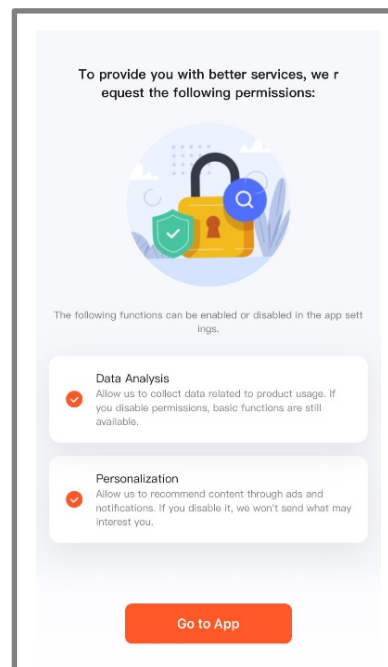 To provide you with better services, we r
equest the following permissions:
The following functions can be enabled or disabled in the app sett
ings.
Data Analysis
Allow us to collect data related to product usage. If
you disable permissions, basic functions are still
available.
Personalization
Allow us to recommend content through ads and
notifications. If you disable it, we won't send what may
interest you.
Go to App